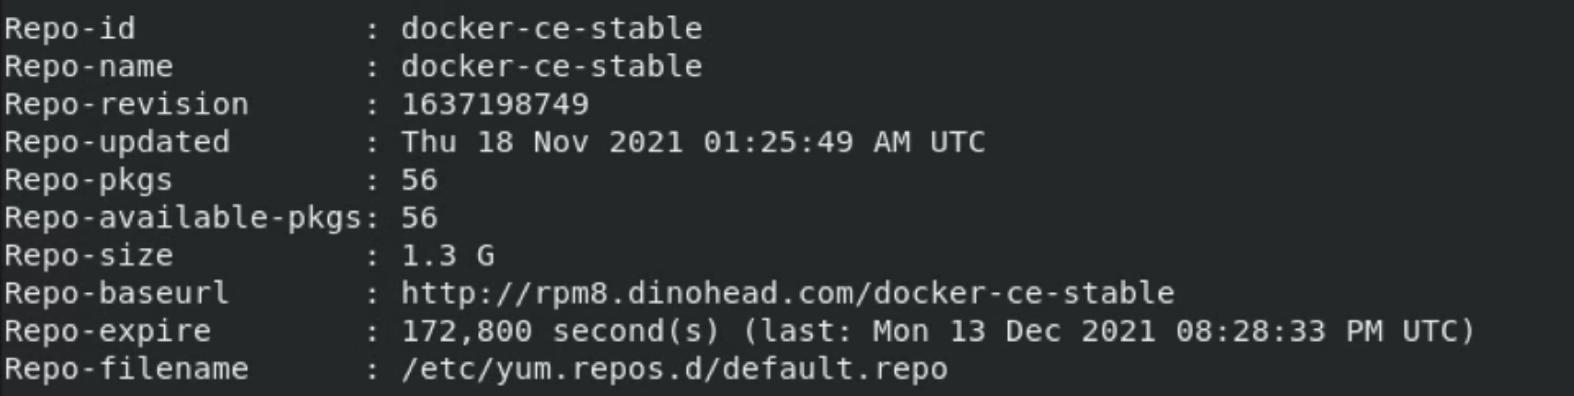 Repo-id            : docker-ce-stable
Repo-name          : docker-ce-stable
Repo-revision      : 1637198749
Repo-updated       : Thu 18 Nov 2021 01:25:49 AM UTC
Repo-pkgs          : 56
Repo-available-pkgs: 56
Repo-size          : 1.3 G
Repo-baseurl       : http://rpm8.dinohead.com/docker-ce-stable
Repo-expire        : 172,800 second(s) (last: Mon 13 Dec 2021 08:28:33 PM UTC)
Repo-filename      : /etc/yum.repos.d/default.repo